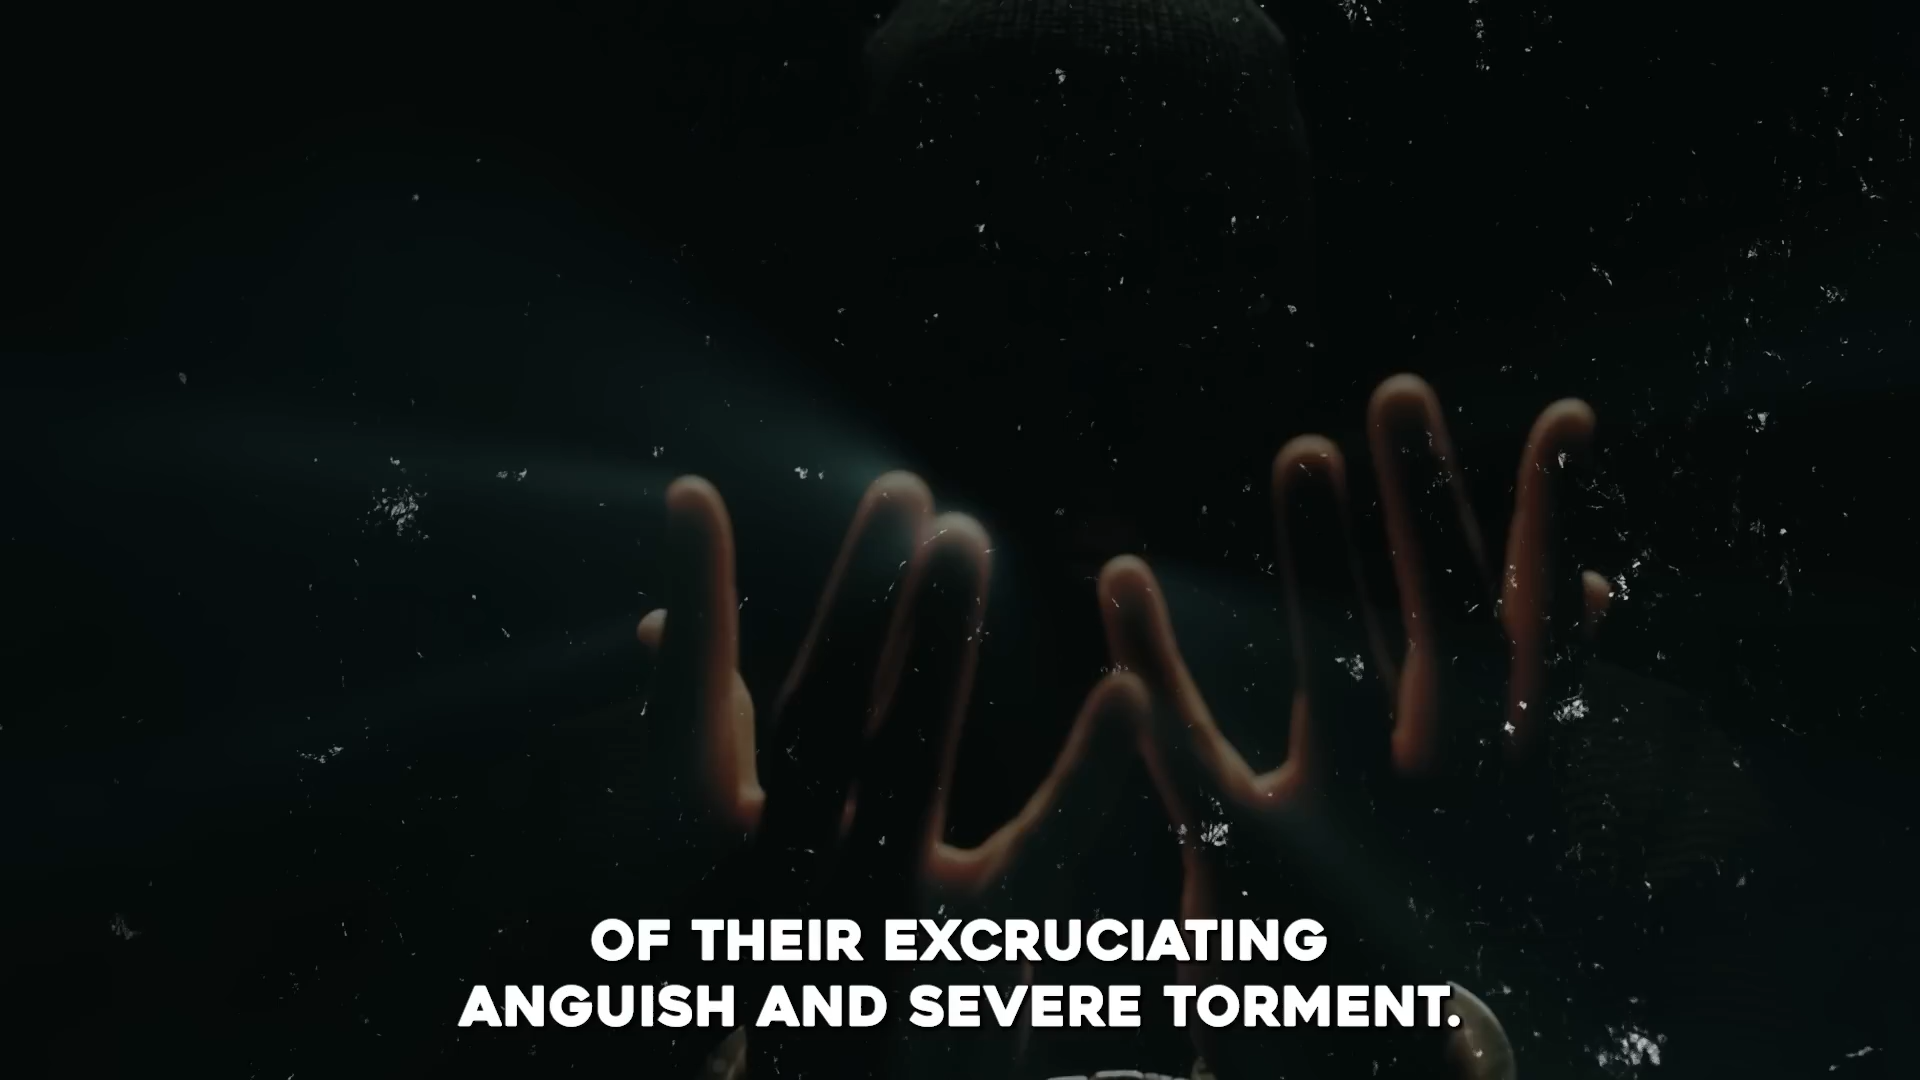 OF THEIR EXCRUCIATING
ANGUISH AND SEVERE TORMENT.